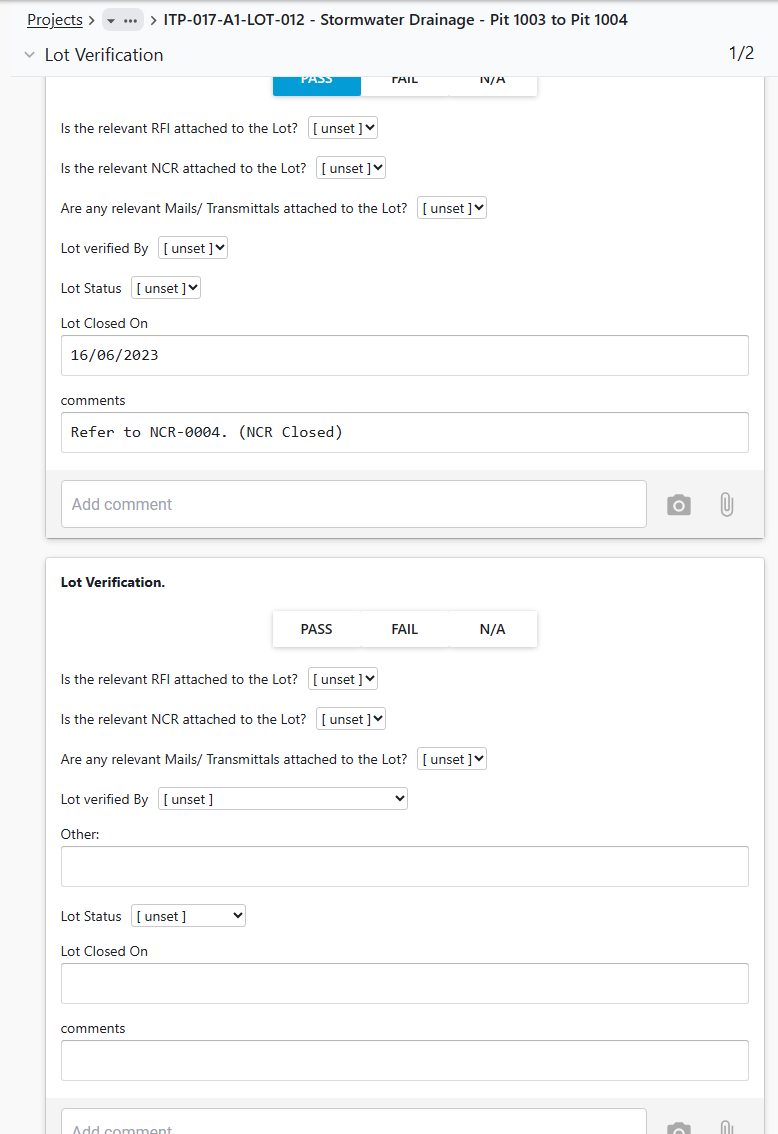 Projects > ... > ITP-017-A1-LOT-012 - Stormwater Drainage - Pit 1003 to Pit 1004
Lot Verification 1/2
PASS FAIL N/A
Is the relevant RFI attached to the Lot? [ unset ]
Is the relevant NCR attached to the Lot? [ unset ]
Are any relevant Mails/ Transmittals attached to the Lot? [ unset ]
Lot verified By [ unset ]
Lot Status [ unset ]
Lot Closed On
16/06/2023
comments
Refer to NCR-0004. (NCR Closed)
Add comment
Lot Verification.
PASS FAIL N/A
Is the relevant RFI attached to the Lot? [ unset ]
Is the relevant NCR attached to the Lot? [ unset ]
Are any relevant Mails/ Transmittals attached to the Lot? [ unset ]
Lot verified By [ unset ]
Other:
Lot Status [ unset ]
Lot Closed On
comments
Add comment